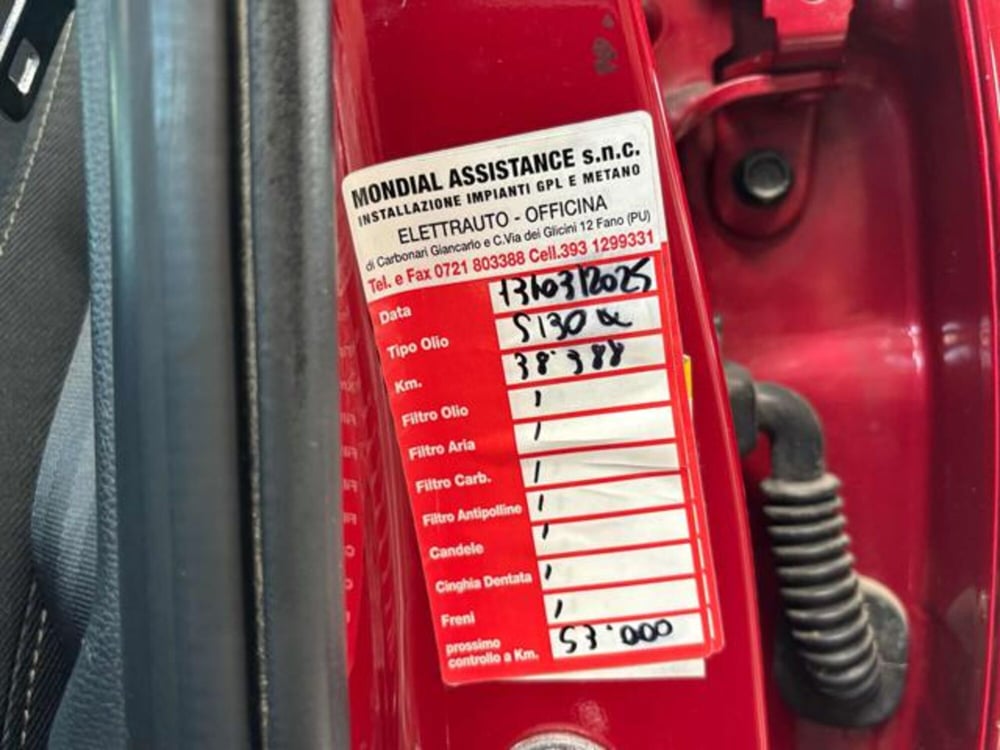 MONDIAL ASSISTANCE s.n.c.
INSTALLAZIONE IMPIANTI GPL E METANO
ELETTRAUTO - OFFICINA
di Carbonari Giancarlo e C.Via dei Glicini 12 Fano (PU)
Tel. e Fax 0721 803388 Cell.393 1299331
Data 13/03/2025
Tipo Olio
Km. 38.388
Filtro Olio /
Filtro Aria /
Filtro Carb. /
Filtro Antipolline /
Candele /
Cinghia Dentata /
Freni /
prossimo
controllo a Km. 53.000